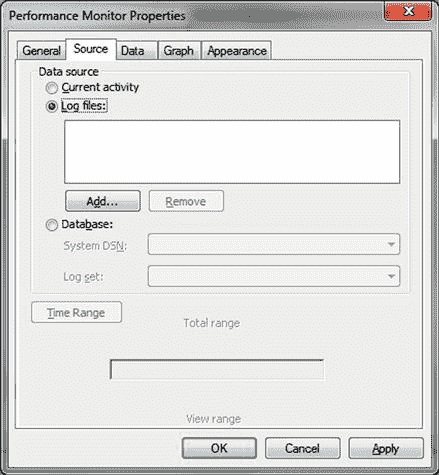 Performance Monitor Properties
General Source Data Graph Appearance
Data source
Current activity
Log files:
Add... Remove
Database:
System DSN:
Log set:
Time Range
Total range
View range
OK Cancel Apply